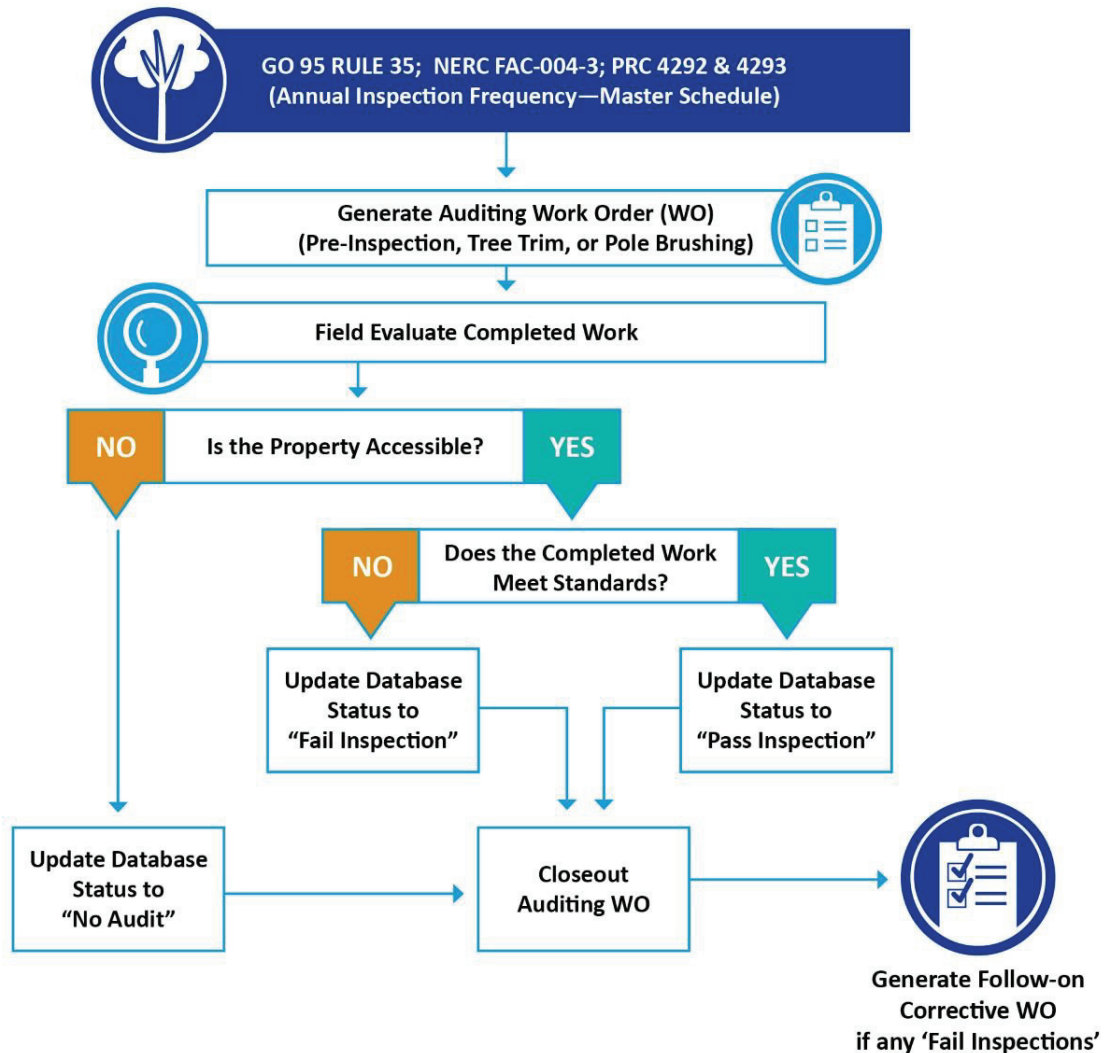 GO 95 RULE 35; NERC FAC-004-3; PRC 4292 & 4293
(Annual Inspection Frequency—Master Schedule)
Generate Auditing Work Order (WO)
(Pre-Inspection, Tree Trim, or Pole Brushing)
Field Evaluate Completed Work
NO
Is the Property Accessible?
YES
NO
Does the Completed Work
Meet Standards?
YES
Update Database
Status to
“Fail Inspection”
Update Database
Status to
“Pass Inspection”
Update Database
Status to
“No Audit”
Closeout
Auditing WO
Generate Follow-on
Corrective WO
if any ‘Fail Inspections’